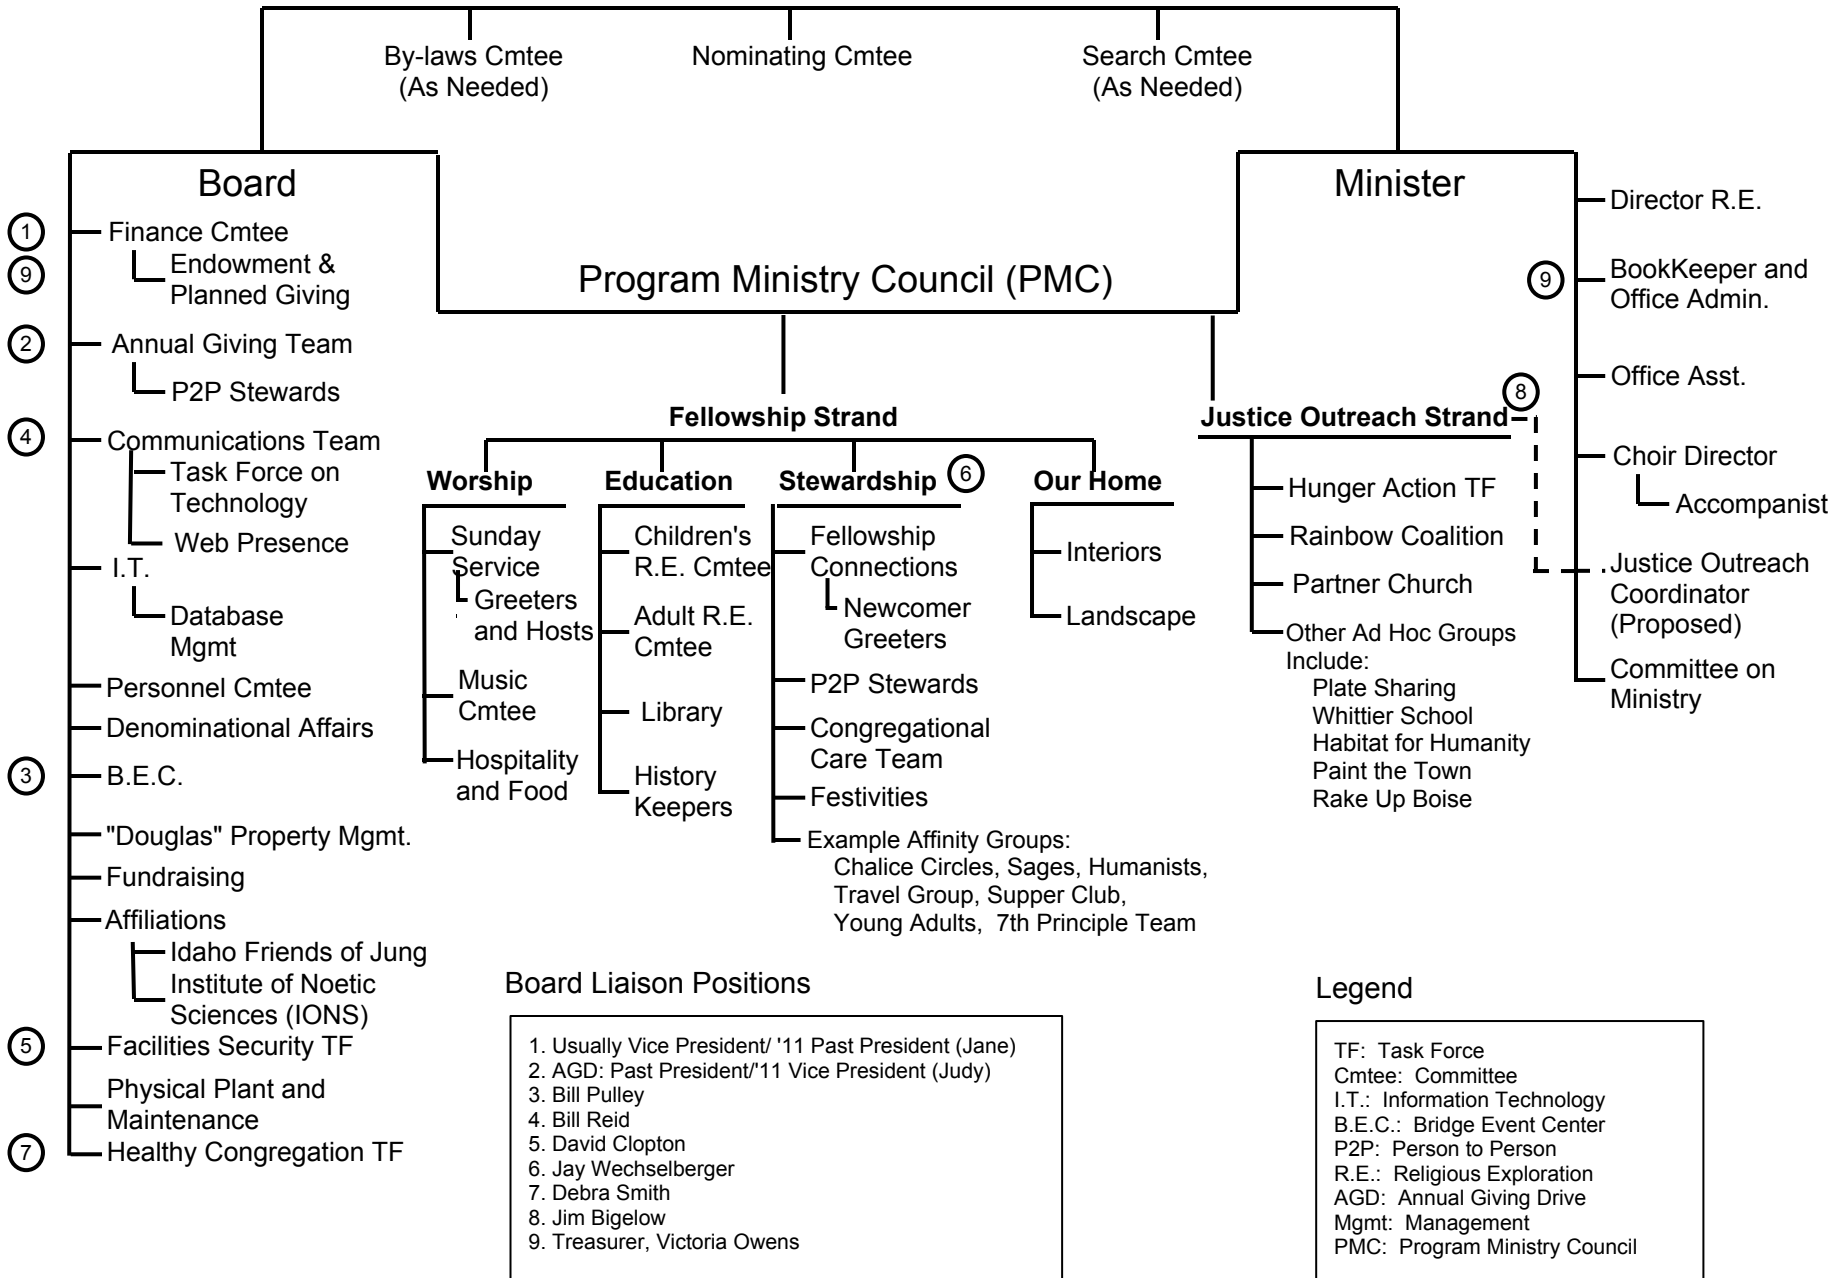 By-laws Cmtee
(As Needed)
Nominating Cmtee
Search Cmtee
(As Needed)
Board
1
Finance Cmtee
9
Endowment &
Planned Giving
2
Annual Giving Team
P2P Stewards
4
Communications Team
Task Force on
Technology
Web Presence
I.T.
Database
Mgmt
Personnel Cmtee
Denominational Affairs
3
B.E.C.
"Douglas" Property Mgmt.
Fundraising
Affiliations
Idaho Friends of Jung
Institute of Noetic
Sciences (IONS)
5
Facilities Security TF
Physical Plant and
Maintenance
7
Healthy Congregation TF
Program Ministry Council (PMC)
Fellowship Strand
Worship
Sunday
Service
Greeters
and Hosts
Music
Cmtee
Hospitality
and Food
Education
Children's
R.E. Cmtee
Adult R.E.
Cmtee
Library
History
Keepers
Stewardship
6
Fellowship
Connections
Newcomer
Greeters
P2P Stewards
Congregational
Care Team
Festivities
Example Affinity Groups:
Chalice Circles, Sages, Humanists,
Travel Group, Supper Club,
Young Adults, 7th Principle Team
Our Home
Interiors
Landscape
Justice Outreach Strand
8
Hunger Action TF
Rainbow Coalition
Partner Church
Other Ad Hoc Groups
Include:
Plate Sharing
Whittier School
Habitat for Humanity
Paint the Town
Rake Up Boise
Minister
Director R.E.
9
BookKeeper and
Office Admin.
Office Asst.
Choir Director
Accompanist
Justice Outreach
Coordinator
(Proposed)
Committee on
Ministry
Board Liaison Positions
1. Usually Vice President/ '11 Past President (Jane)
2. AGD: Past President/'11 Vice President (Judy)
3. Bill Pulley
4. Bill Reid
5. David Clopton
6. Jay Wechselberger
7. Debra Smith
8. Jim Bigelow
9. Treasurer, Victoria Owens
Legend
TF: Task Force
Cmtee: Committee
I.T.: Information Technology
B.E.C.: Bridge Event Center
P2P: Person to Person
R.E.: Religious Exploration
AGD: Annual Giving Drive
Mgmt: Management
PMC: Program Ministry Council